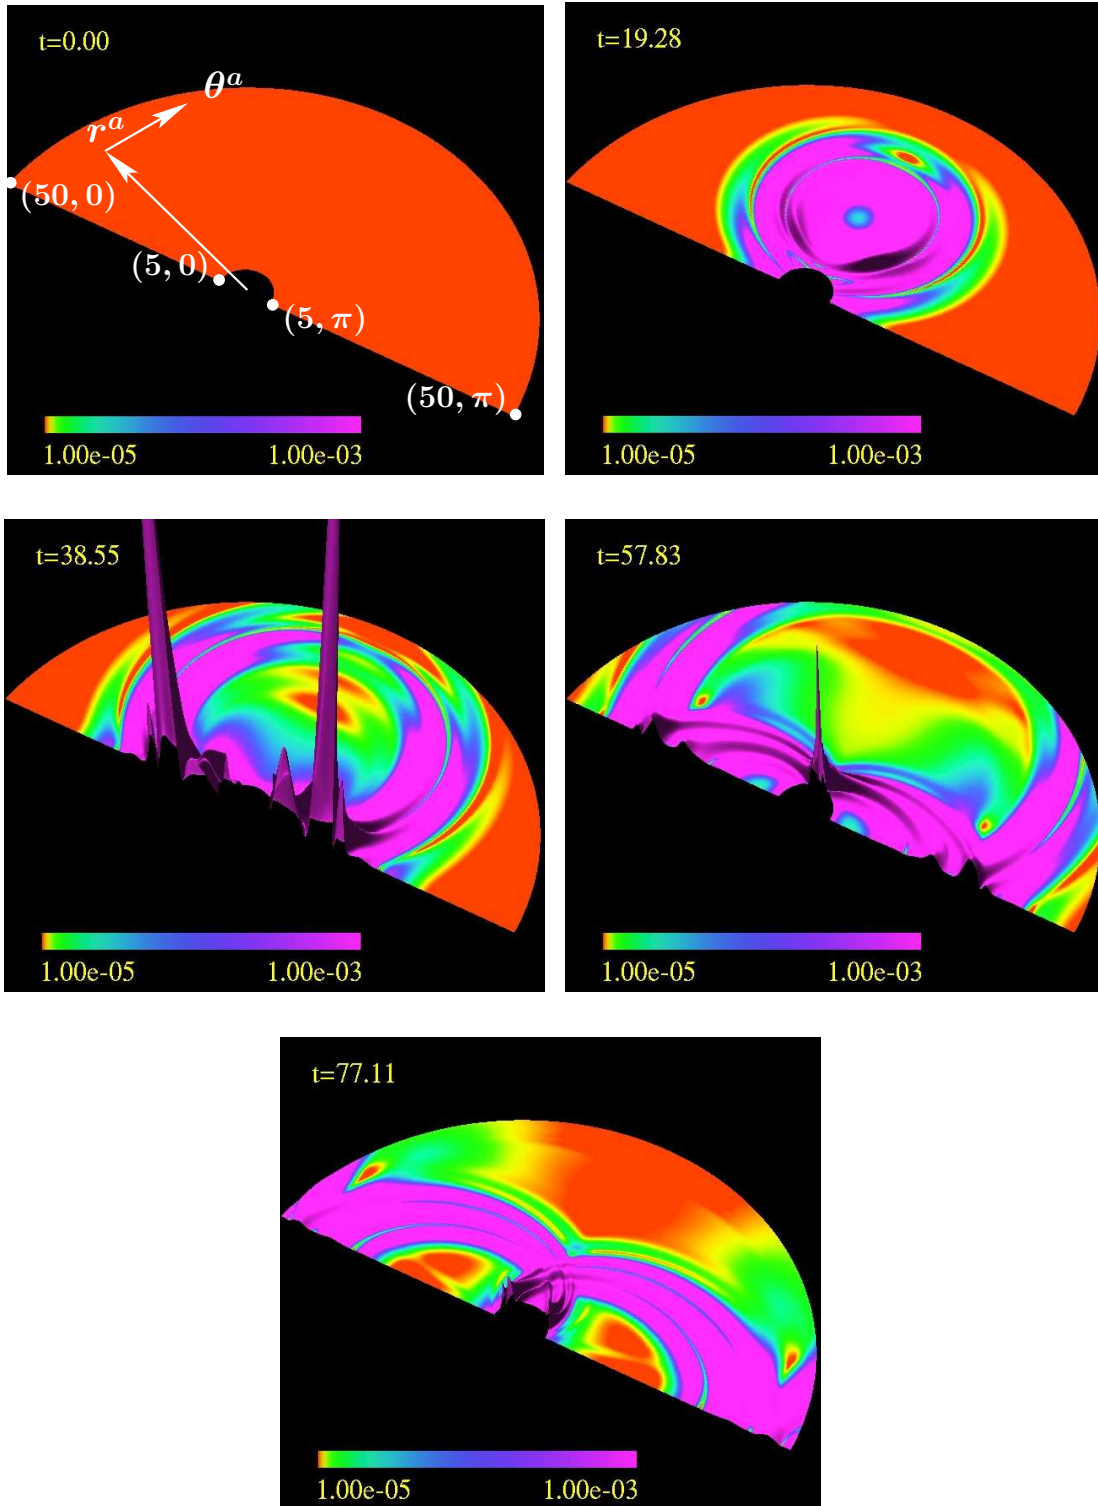 t=0.00
θ^a
r^a
(50, 0)
(5, 0)
(5, π)
(50, π)
1.00e-05 1.00e-03
t=19.28
1.00e-05 1.00e-03
t=38.55
1.00e-05 1.00e-03
t=57.83
1.00e-05 1.00e-03
t=77.11
1.00e-05 1.00e-03